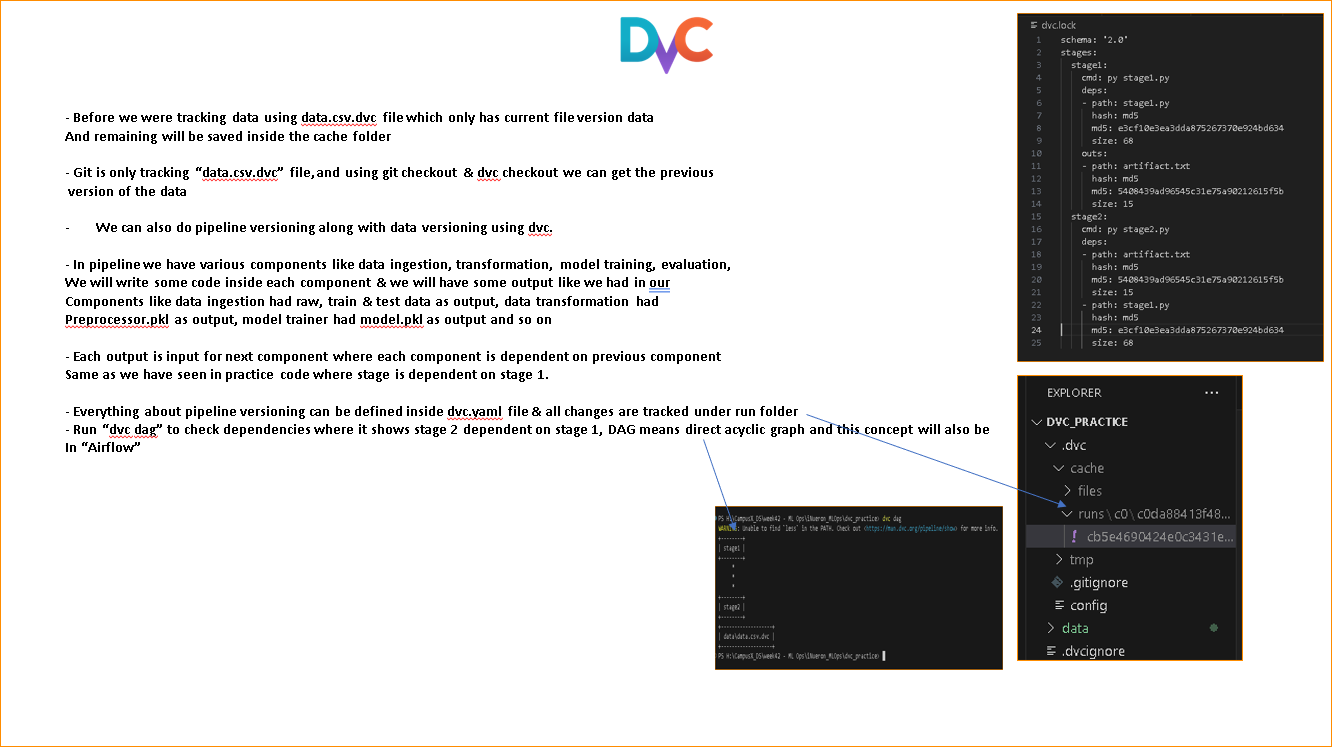 DVC
- Before we were tracking data using data.csv.dvc file which only has current file version data
And remaining will be saved inside the cache folder
- Git is only tracking “data.csv.dvc” file, and using git checkout & dvc checkout we can get the previous
version of the data
- We can also do pipeline versioning along with data versioning using dvc.
- In pipeline we have various components like data ingestion, transformation, model training, evaluation,
We will write some code inside each component & we will have some output like we had in our
Components like data ingestion had raw, train & test data as output, data transformation had
Preprocessor.pkl as output, model trainer had model.pkl as output and so on
- Each output is input for next component where each component is dependent on previous component
Same as we have seen in practice code where stage is dependent on stage 1.
- Everything about pipeline versioning can be defined inside dvc.yaml file & all changes are tracked under run folder
- Run “dvc dag” to check dependencies where it shows stage 2 dependent on stage 1, DAG means direct acyclic graph and this concept will also be
In “Airflow”
dvc.lock
1 schema: '2.0'
2 stages:
3 stage1:
4 cmd: py stage1.py
5 deps:
6 - path: stage1.py
7 hash: md5
8 md5: e3cf10e3ea3dda875267370e924bd634
9 size: 68
10 outs:
11 - path: artifiact.txt
12 hash: md5
13 md5: 5408439ad96545c31e75a90212615f5b
14 size: 15
15 stage2:
16 cmd: py stage2.py
17 deps:
18 - path: artifiact.txt
19 hash: md5
20 md5: 5408439ad96545c31e75a90212615f5b
21 size: 15
22 - path: stage1.py
23 hash: md5
24 md5: e3cf10e3ea3dda875267370e924bd634
25 size: 68
EXPLORER ...
DVC_PRACTICE
.dvc
cache
files
runs\c0\c0da88413f48...
! cb5e4690424e0c3431e...
tmp
.gitignore
config
data
.dvcignore
PS H:\CampusX_DS\week42 - ML Ops\iNueron_MLOps\dvc_practice> dvc dag
WARNING: Unable to find `less` in the PATH. Check out <https://man.dvc.org/pipeline/show> for more info.
+--------+
| stage1 |
+--------+
*
*
*
+--------+
| stage2 |
+--------+
+-------------------+
| data\data.csv.dvc |
+-------------------+
PS H:\CampusX_DS\week42 - ML Ops\iNueron_MLOps\dvc_practice>